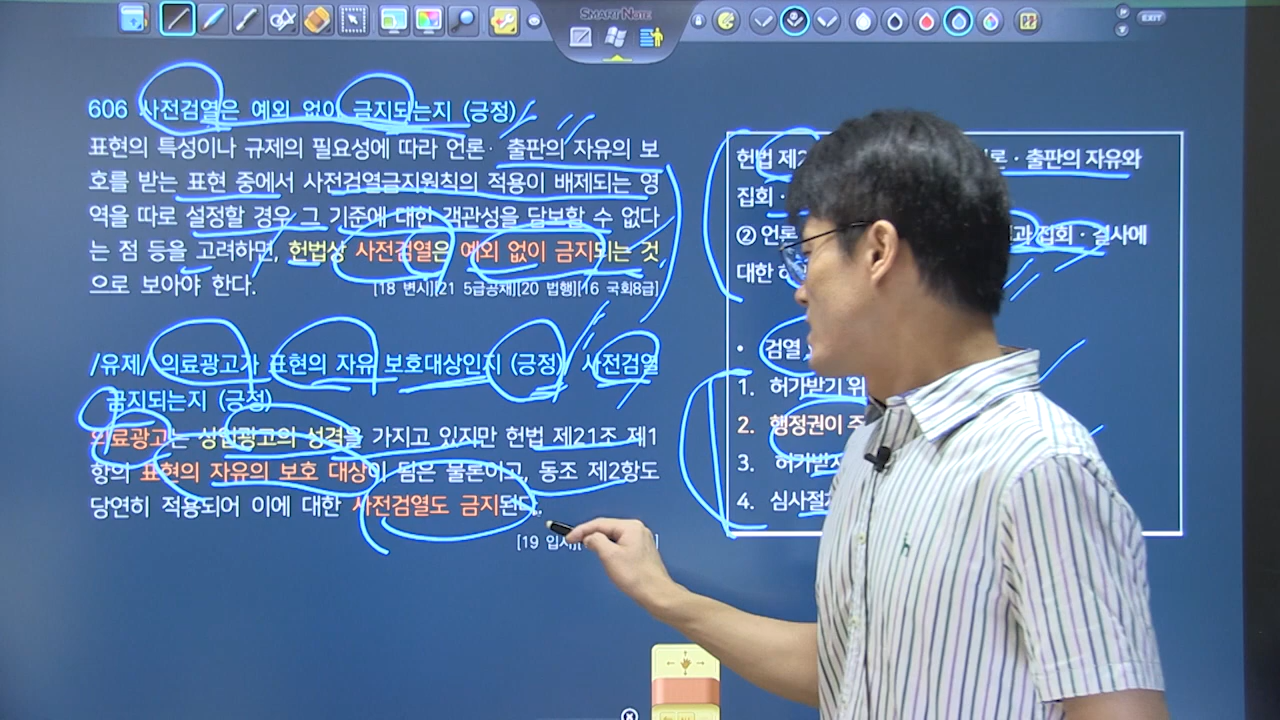 SMART NOTE
EXIT
606 사전검열은 예외 없이 금지되는지 (긍정)
표현의 특성이나 규제의 필요성에 따라 언론· 출판의 자유의 보
호를 받는 표현 중에서 사전검열금지원칙의 적용이 배제되는 영
역을 따로 설정할 경우 그 기준에 대한 객관성을 담보할 수 없다
는 점 등을 고려하면, 헌법상 사전검열은 예외 없이 금지되는 것
으로 보아야 한다.
[18 변시][21 5급공채][20 법행][16 국회8급]
/유제/ 의료광고가 표현의 자유 보호대상인지 (긍정) 사전검열
금지되는지 (긍정)
의료광고는 상업광고의 성격을 가지고 있지만 헌법 제21조 제1
항의 표현의 자유의 보호 대상이 됨은 물론이고, 동조 제2항도
당연히 적용되어 이에 대한 사전검열도 금지된다.
[19 입시]
헌법 제2 론 · 출판의 자유와
집회 ·
② 언론 과 집회 · 결사에
대한
• 검열
1. 허가받기 위
2. 행정권이 주
3. 허가받지
4. 심사절차